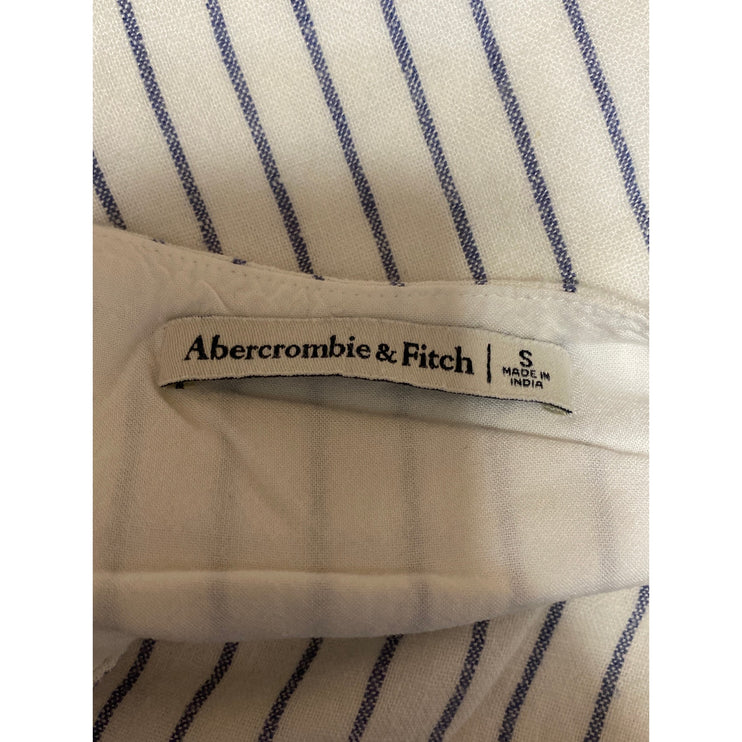 Abercrombie & Fitch | S
MADE IN
INDIA